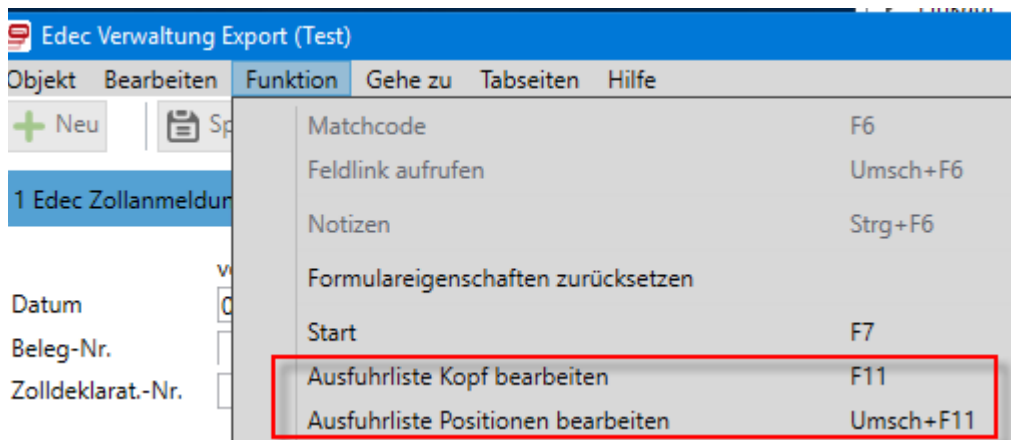 Edec Verwaltung Export (Test)
Objekt Bearbeiten Funktion Gehe zu Tabseiten Hilfe
Neu
Matchcode F6
Feldlink aufrufen Umsch+F6
1 Edec
Notizen Strg+F6
Formulareigenschaften zurücksetzen
Datum
Start F7
Beleg-Nr.
Ausfuhrliste Kopf bearbeiten F11
Zolldeklarat.-Nr.
Ausfuhrliste Positionen bearbeiten Umsch+F11